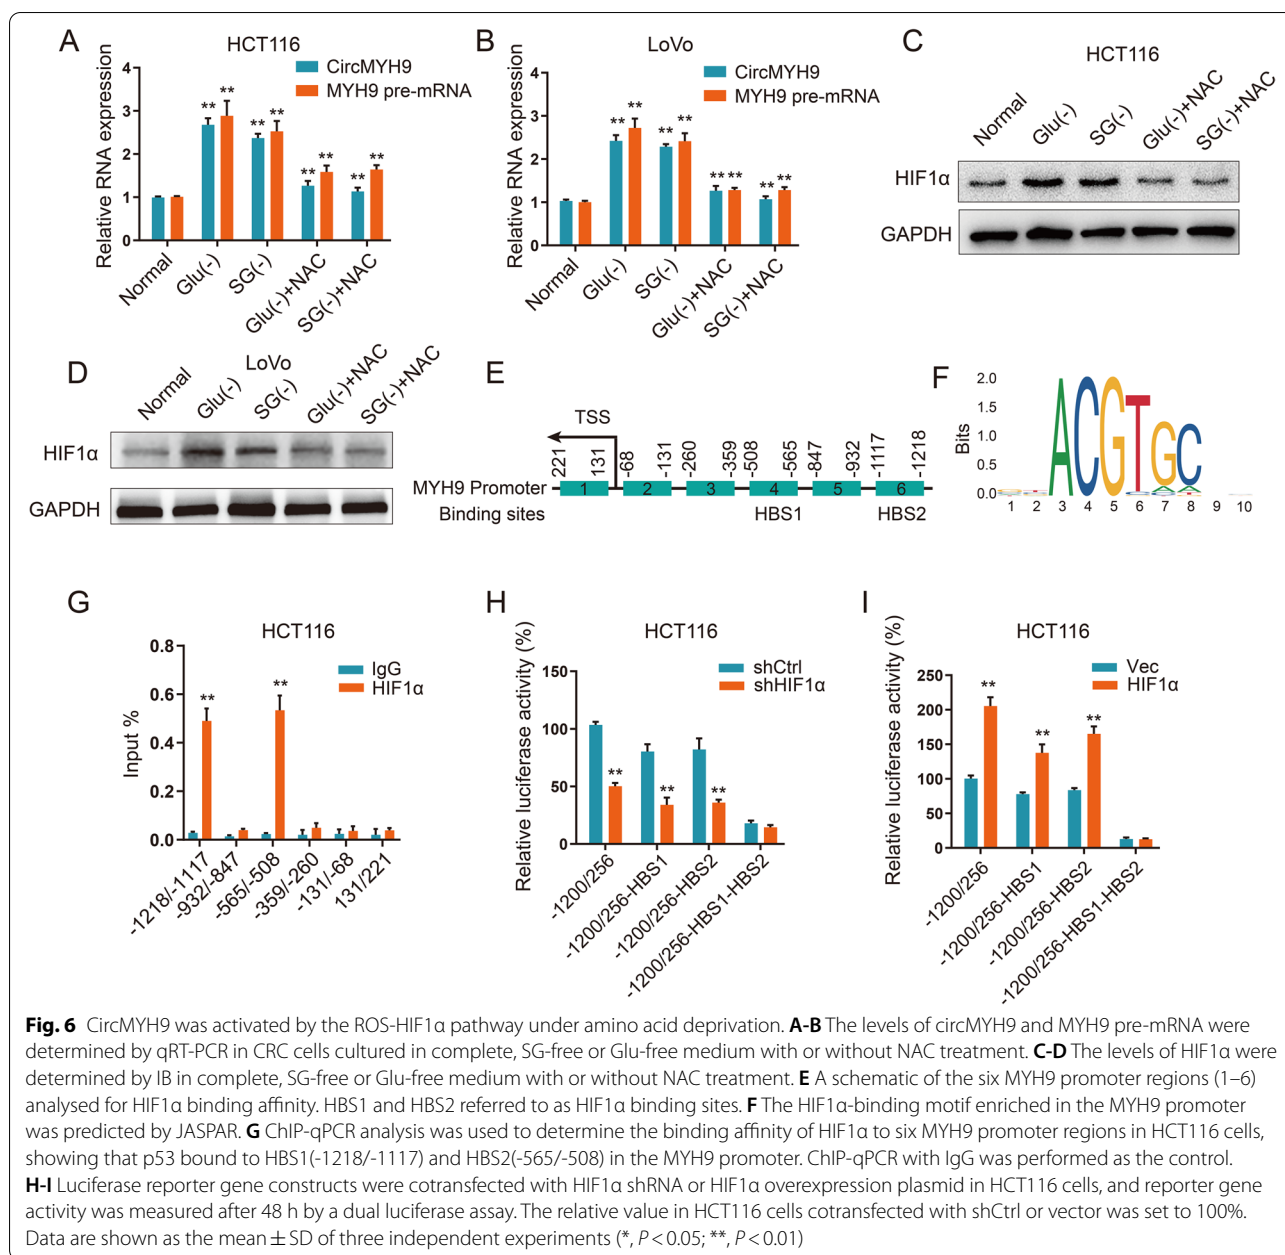 A
HCT116
Relative RNA expression
4
3
2
1
0
CircMYH9
MYH9 pre-mRNA
** ** ** ** ** ** ** **
Normal
Glu(-)
SG(-)
Glu(-)+NAC
SG(-)+NAC
B
LoVo
Relative RNA expression
4
3
2
1
0
CircMYH9
MYH9 pre-mRNA
** ** ** ** ** ** ** **
Normal
Glu(-)
SG(-)
Glu(-)+NAC
SG(-)+NAC
C
HCT116
Normal
Glu(-)
SG(-)
Glu(-)+NAC
SG(-)+NAC
HIF1α
GAPDH
D
LoVo
Normal
Glu(-)
SG(-)
Glu(-)+NAC
SG(-)+NAC
HIF1α
GAPDH
E
TSS
221 131 -68 -131 -260 -359 -508 -565 -847 -932 -1117 -1218
MYH9 Promoter 1 2 3 4 5 6
Binding sites HBS1 HBS2
F
Bits
2.0
1.5
1.0
0.5
0.0
ACGTGC
1 2 3 4 5 6 7 8 9 10
G
HCT116
Input %
0.8
0.6
0.4
0.2
0.0
IgG
HIF1α
** **
-1218/-1117
-932/-847
-565/-508
-359/-260
-131/-68
131/221
H
HCT116
Relative luciferase activity (%)
150
100
50
0
shCtrl
shHIF1α
** ** **
-1200/256
-1200/256-HBS1
-1200/256-HBS2
-1200/256-HBS1-HBS2
I
HCT116
Relative luciferase activity (%)
250
200
150
100
50
0
Vec
HIF1α
** ** **
-1200/256
-1200/256-HBS1
-1200/256-HBS2
-1200/256-HBS1-HBS2
Fig. 6 CircMYH9 was activated by the ROS-HIF1α pathway under amino acid deprivation. A-B The levels of circMYH9 and MYH9 pre-mRNA were
determined by qRT-PCR in CRC cells cultured in complete, SG-free or Glu-free medium with or without NAC treatment. C-D The levels of HIF1α were
determined by IB in complete, SG-free or Glu-free medium with or without NAC treatment. E A schematic of the six MYH9 promoter regions (1–6)
analysed for HIF1α binding affinity. HBS1 and HBS2 referred to as HIF1α binding sites. F The HIF1α-binding motif enriched in the MYH9 promoter
was predicted by JASPAR. G ChIP-qPCR analysis was used to determine the binding affinity of HIF1α to six MYH9 promoter regions in HCT116 cells,
showing that p53 bound to HBS1(-1218/-1117) and HBS2(-565/-508) in the MYH9 promoter. ChIP-qPCR with IgG was performed as the control.
H-I Luciferase reporter gene constructs were cotransfected with HIF1α shRNA or HIF1α overexpression plasmid in HCT116 cells, and reporter gene
activity was measured after 48 h by a dual luciferase assay. The relative value in HCT116 cells cotransfected with shCtrl or vector was set to 100%.
Data are shown as the mean ± SD of three independent experiments (*, P < 0.05; **, P < 0.01)